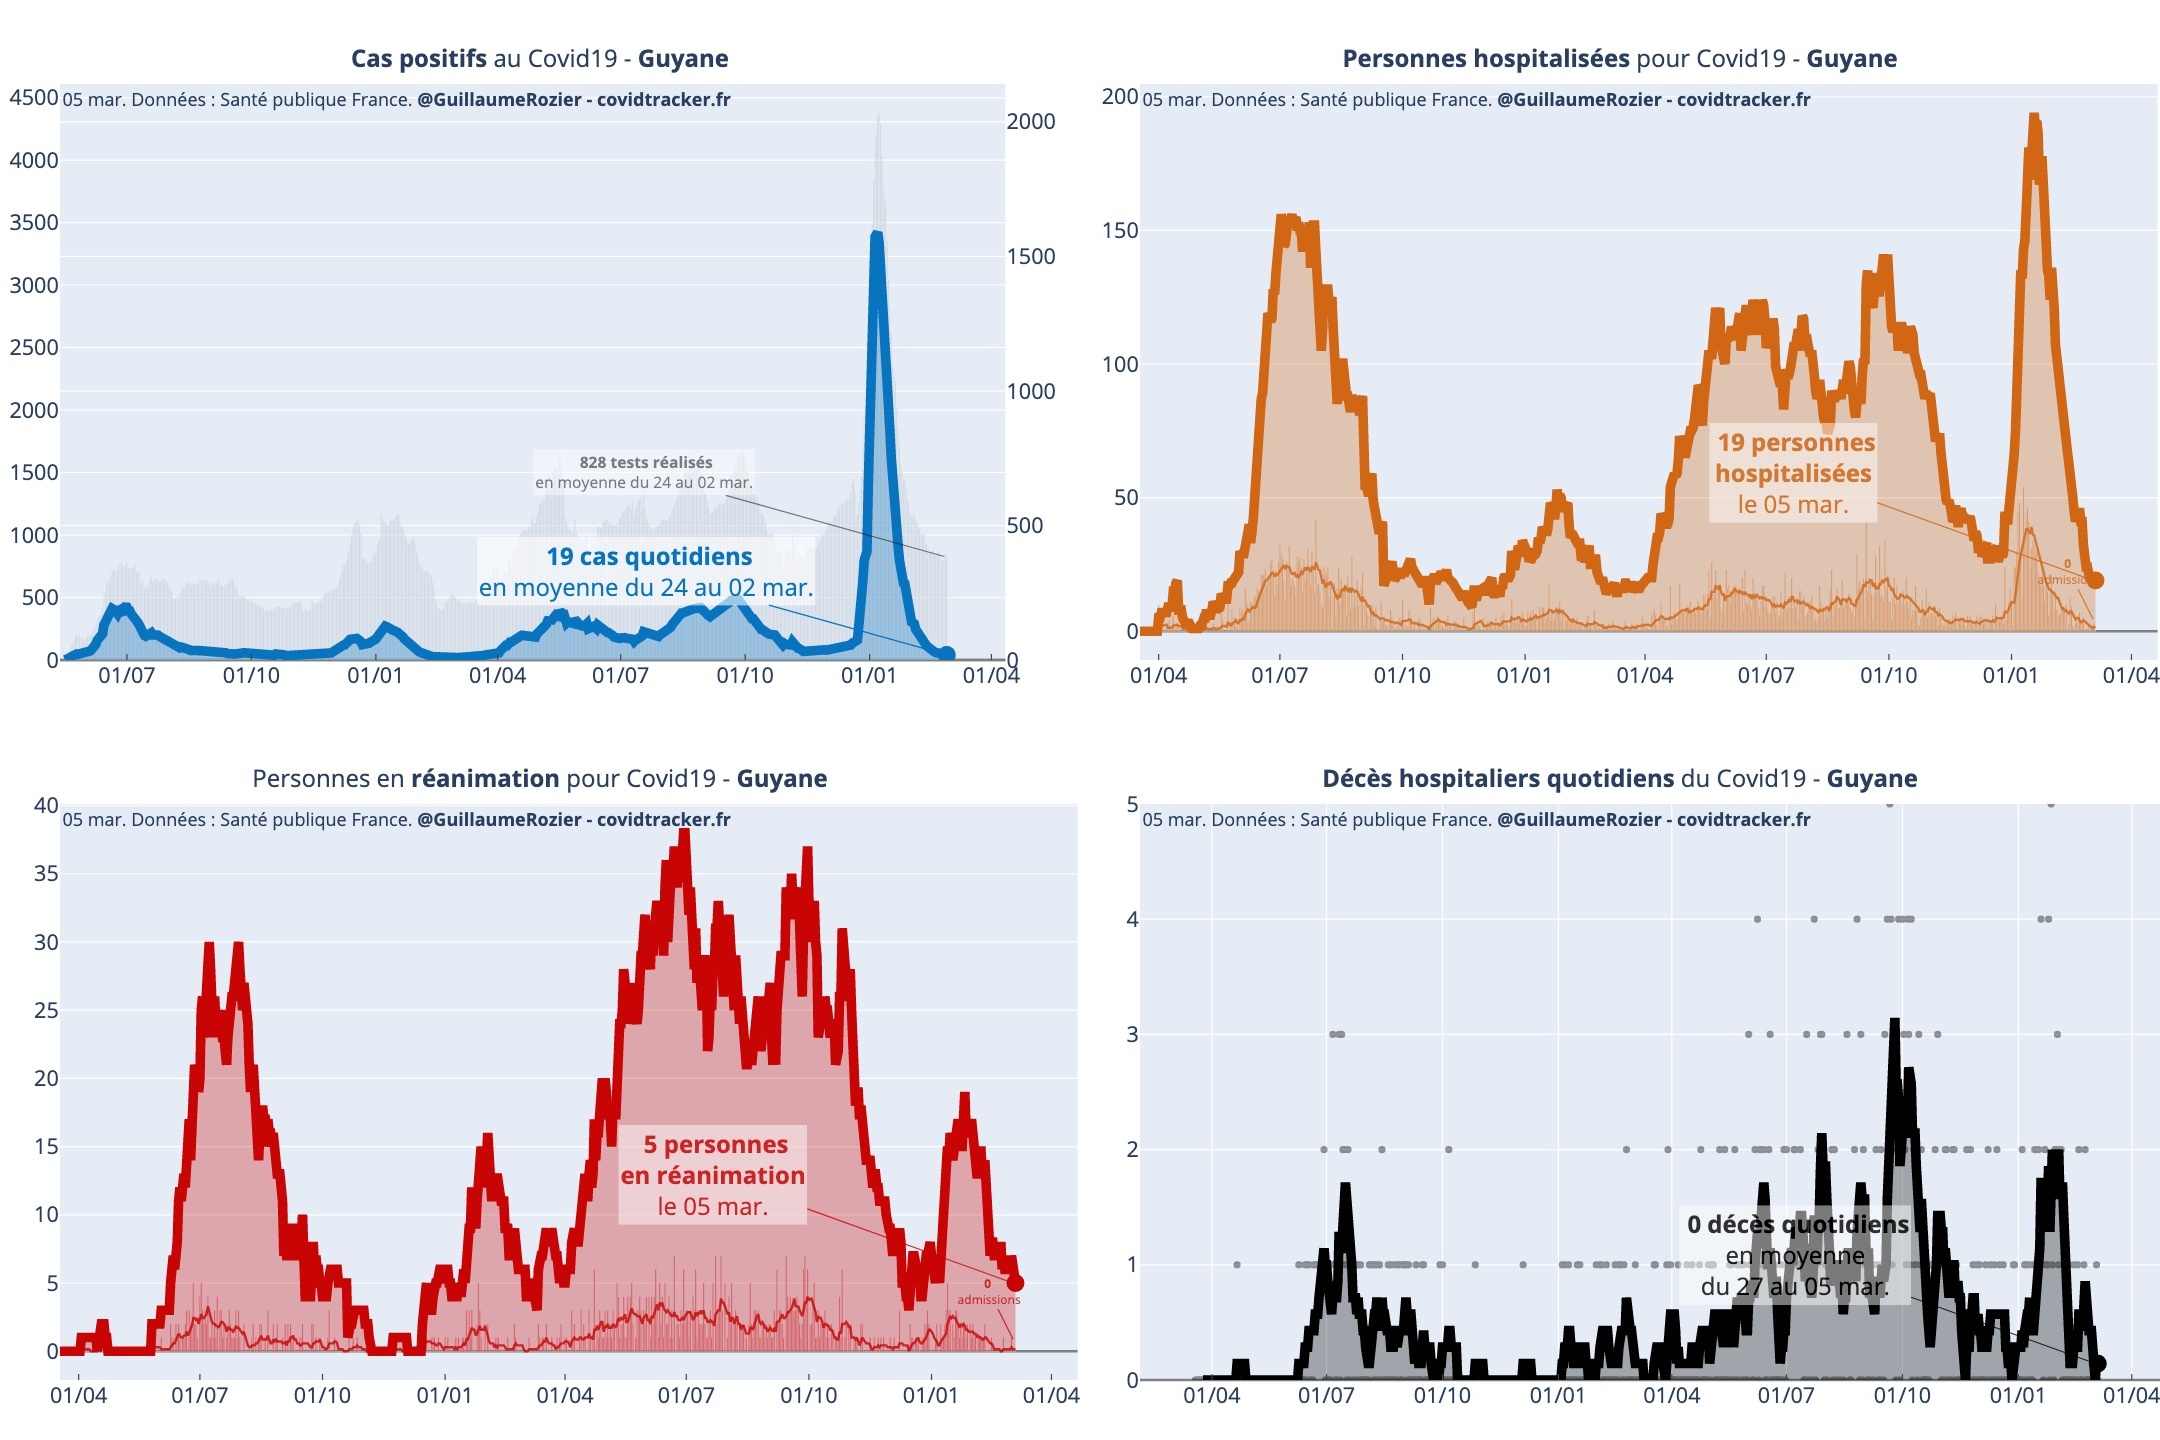 Cas positifs au Covid19 - Guyane
05 mar. Données : Santé publique France. @GuillaumeRozier - covidtracker.fr
4500
4000
3500
3000
2500
2000
1500
1000
500
0
2000
1500
1000
500
0
828 tests réalisés
en moyenne du 24 au 02 mar.
19 cas quotidiens
en moyenne du 24 au 02 mar.
01/07 01/10 01/01 01/04 01/07 01/10 01/01 01/04
Personnes hospitalisées pour Covid19 - Guyane
05 mar. Données : Santé publique France. @GuillaumeRozier - covidtracker.fr
200
150
100
50
0
19 personnes
hospitalisées
le 05 mar.
0
01/04 01/07 01/10 01/01 01/04 01/07 01/10 01/01 01/04
Personnes en réanimation pour Covid19 - Guyane
05 mar. Données : Santé publique France. @GuillaumeRozier - covidtracker.fr
40
35
30
25
20
15
10
5
0
5 personnes
en réanimation
le 05 mar.
0
admissions
01/04 01/07 01/10 01/01 01/04 01/07 01/10 01/01 01/04
Décès hospitaliers quotidiens du Covid19 - Guyane
05 mar. Données : Santé publique France. @GuillaumeRozier - covidtracker.fr
5
4
3
2
1
0
0 décès quotidiens
en moyenne
du 27 au 05 mar.
01/04 01/07 01/10 01/01 01/04 01/07 01/10 01/01 01/04